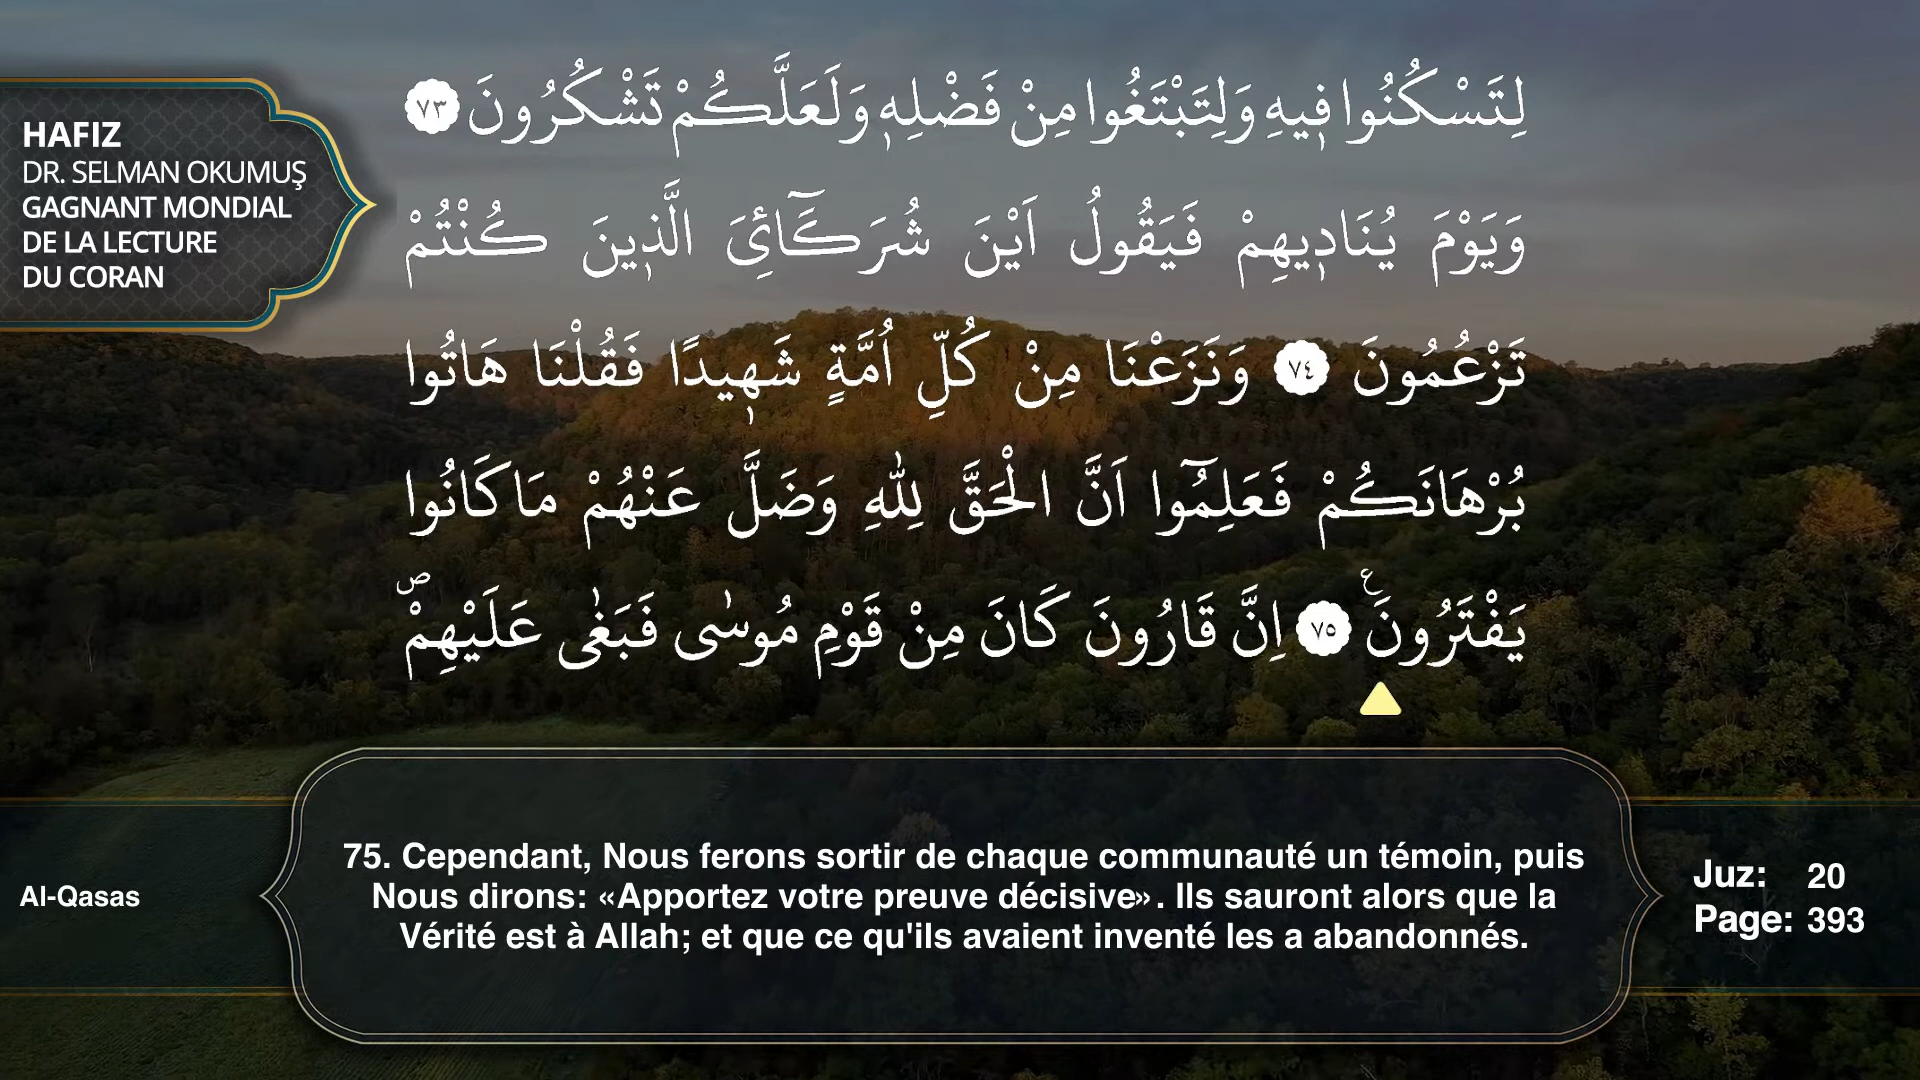 HAFIZ
DR. SELMAN OKUMUŞ
GAGNANT MONDIAL
DE LA LECTURE
DU CORAN
لِتَسْكُنُوا ف۪يهِ وَلِتَبْتَغُوا مِنْ فَضْلِه۪ وَلَعَلَّكُمْ تَشْكُرُونَ ٧٣
وَيَوْمَ يُنَاد۪يهِمْ فَيَقُولُ اَيْنَ شُرَكَٓائِيَ الَّذ۪ينَ كُنْتُمْ
تَزْعُمُونَ ٧٤ وَنَزَعْنَا مِنْ كُلِّ اُمَّةٍ شَه۪يدًا فَقُلْنَا هَاتُوا
بُرْهَانَكُمْ فَعَلِمُٓوا اَنَّ الْحَقَّ لِلّٰهِ وَضَلَّ عَنْهُمْ مَاكَانُوا
يَفْتَرُونَ ۧ ٧٥ اِنَّ قَارُونَ كَانَ مِنْ قَوْمِ مُوسٰى فَبَغٰى عَلَيْهِمْ ص
75. Cependant, Nous ferons sortir de chaque communauté un témoin, puis
Nous dirons: «Apportez votre preuve décisive». Ils sauront alors que la
Vérité est à Allah; et que ce qu'ils avaient inventé les a abandonnés.
Al-Qasas
Juz: 20
Page: 393